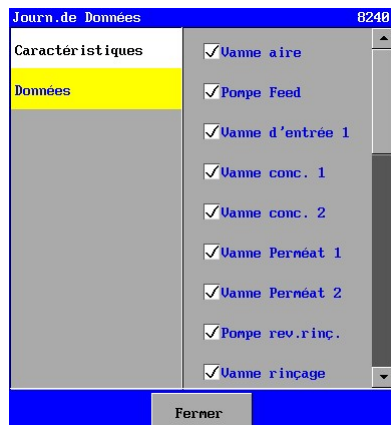 Journ.de Données 8240
Caractéristiques
Données
Vanne aire
Pompe Feed
Vanne d'entrée 1
Vanne conc. 1
Vanne conc. 2
Vanne Perméat 1
Vanne Perméat 2
Pompe rev.rinç.
Vanne rinçage
Fermer